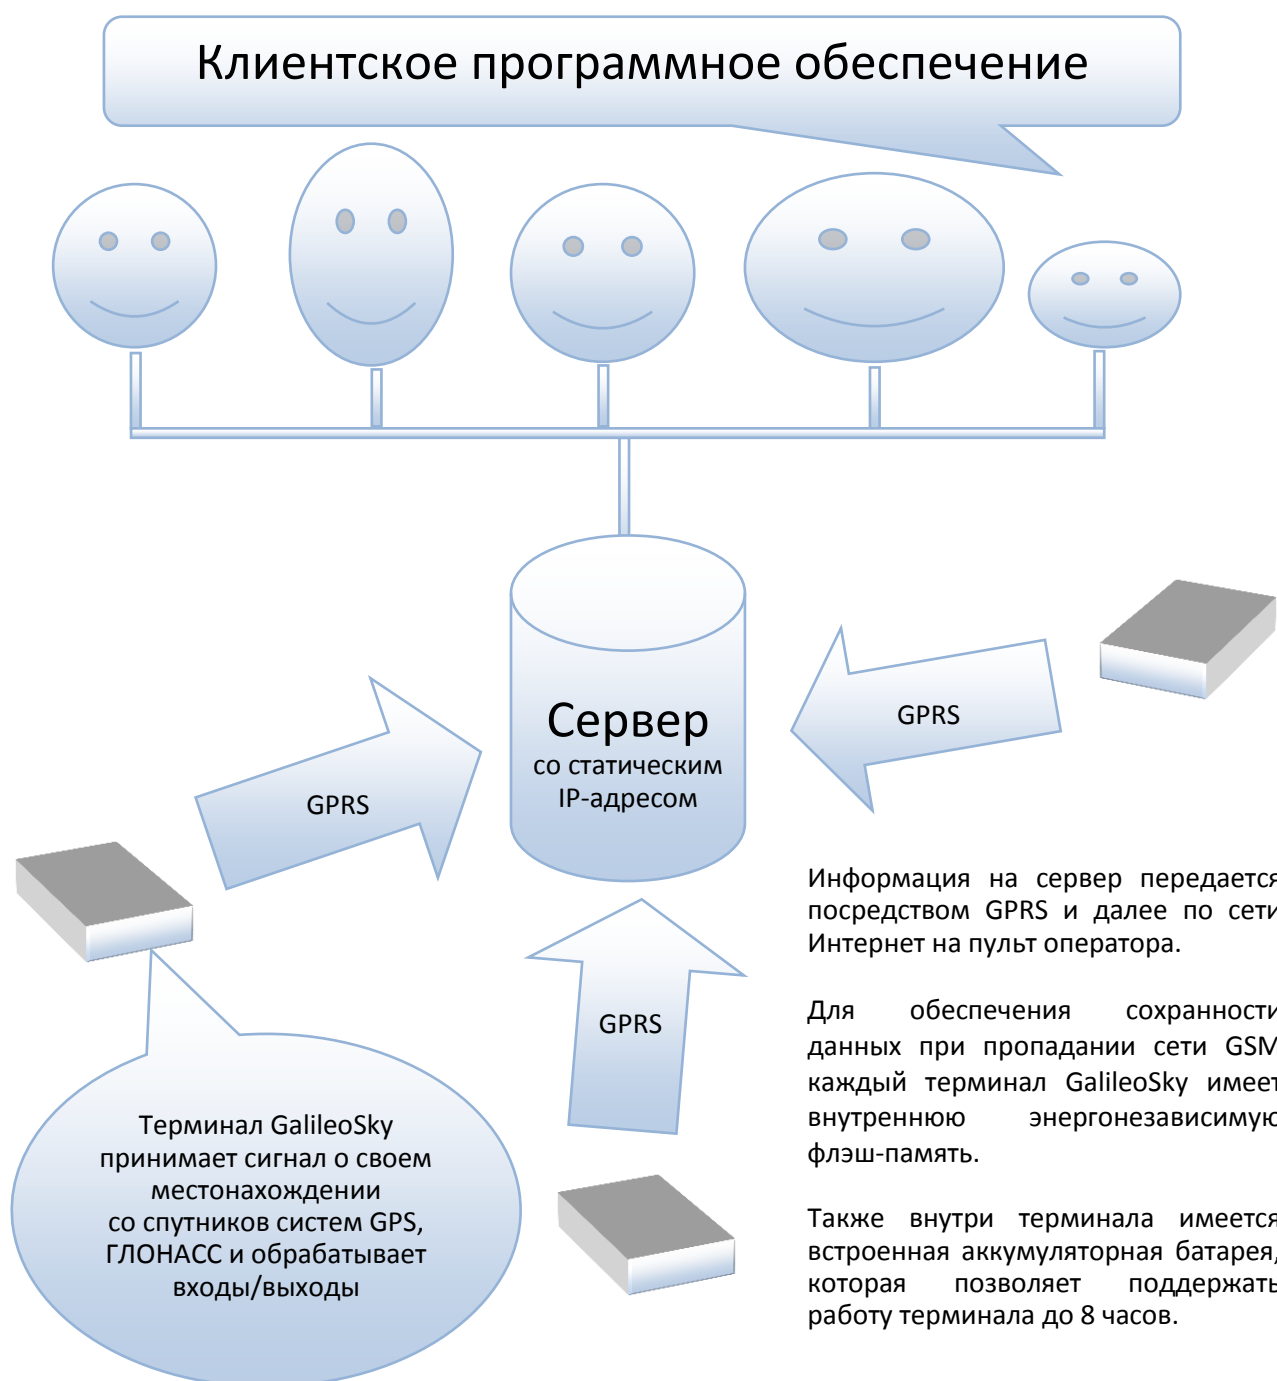 Клиентское программное обеспечение
Сервер
со статическим
IP-адресом
GPRS
GPRS
GPRS
Терминал GalileoSky
принимает сигнал о своем
местонахождении
со спутников систем GPS,
ГЛОНАСС и обрабатывает
входы/выходы
Информация на сервер передается
посредством GPRS и далее по сети
Интернет на пульт оператора.
Для обеспечения сохранности
данных при пропадании сети GSM
каждый терминал GalileoSky имеет
внутреннюю энергонезависимую
флэш-память.
Также внутри терминала имеется
встроенная аккумуляторная батарея,
которая позволяет поддержать
работу терминала до 8 часов.